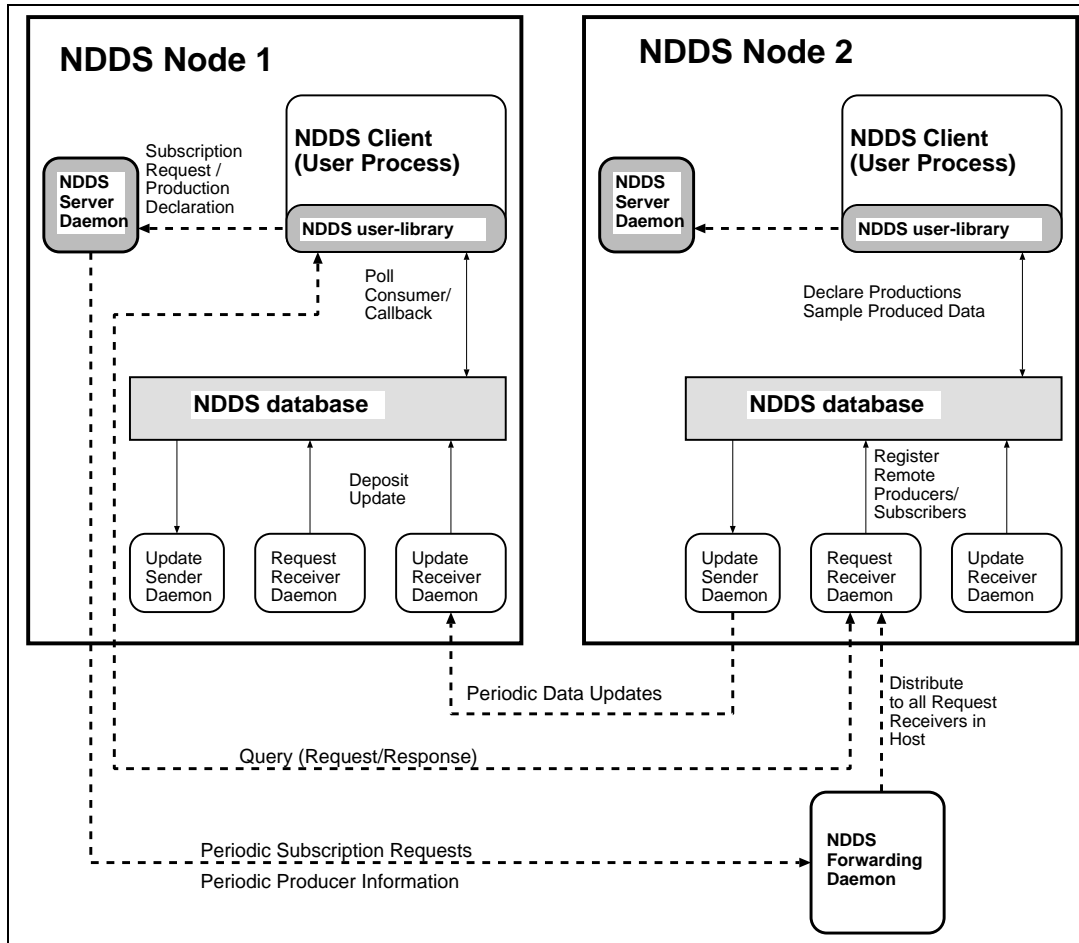 NDDS Node 1
NDDS Client
(User Process)
Subscription
Request /
Production
Declaration
NDDS
Server
Daemon
NDDS user-library
Poll
Consumer/
Callback
NDDS database
Deposit
Update
Update
Sender
Daemon
Request
Receiver
Daemon
Update
Receiver
Daemon
NDDS Node 2
NDDS Client
(User Process)
NDDS
Server
Daemon
NDDS user-library
Declare Productions
Sample Produced Data
NDDS database
Register
Remote
Producers/
Subscribers
Update
Sender
Daemon
Request
Receiver
Daemon
Update
Receiver
Daemon
Periodic Data Updates
Distribute
to all Request
Receivers in
Host
Query (Request/Response)
Periodic Subscription Requests
Periodic Producer Information
NDDS
Forwarding
Daemon